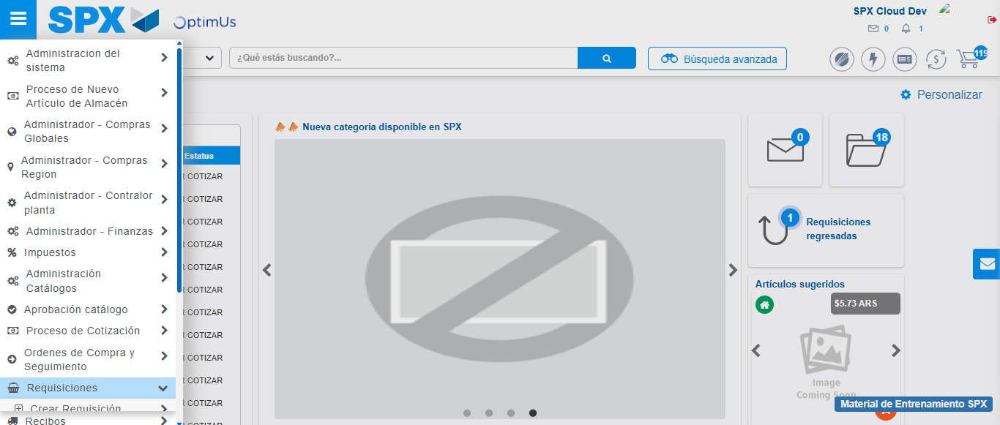 SPX
OptimUs
SPX Cloud Dev
0
1
¿Qué estás buscando?...
Búsqueda avanzada
119
Personalizar
Administracion del
sistema
Proceso de Nuevo
Artículo de Almacén
Administrador - Compras
Globales
Administrador - Compras
Region
Administrador - Contralor
planta
Administrador - Finanzas
Impuestos
Administración
Catálogos
Aprobación catálogo
Proceso de Cotización
Ordenes de Compra y
Seguimiento
Requisiciones
Crear Requisición
Recibos
Estatus
COTIZAR
COTIZAR
COTIZAR
COTIZAR
COTIZAR
COTIZAR
COTIZAR
COTIZAR
COTIZAR
COTIZAR
COTIZAR
COTIZAR
Nueva categoría disponible en SPX
0
18
1
Requisiciones
regresadas
Artículos sugeridos
$5.73 ARS
Image
Coming Soon
Material de Entrenamiento SPX